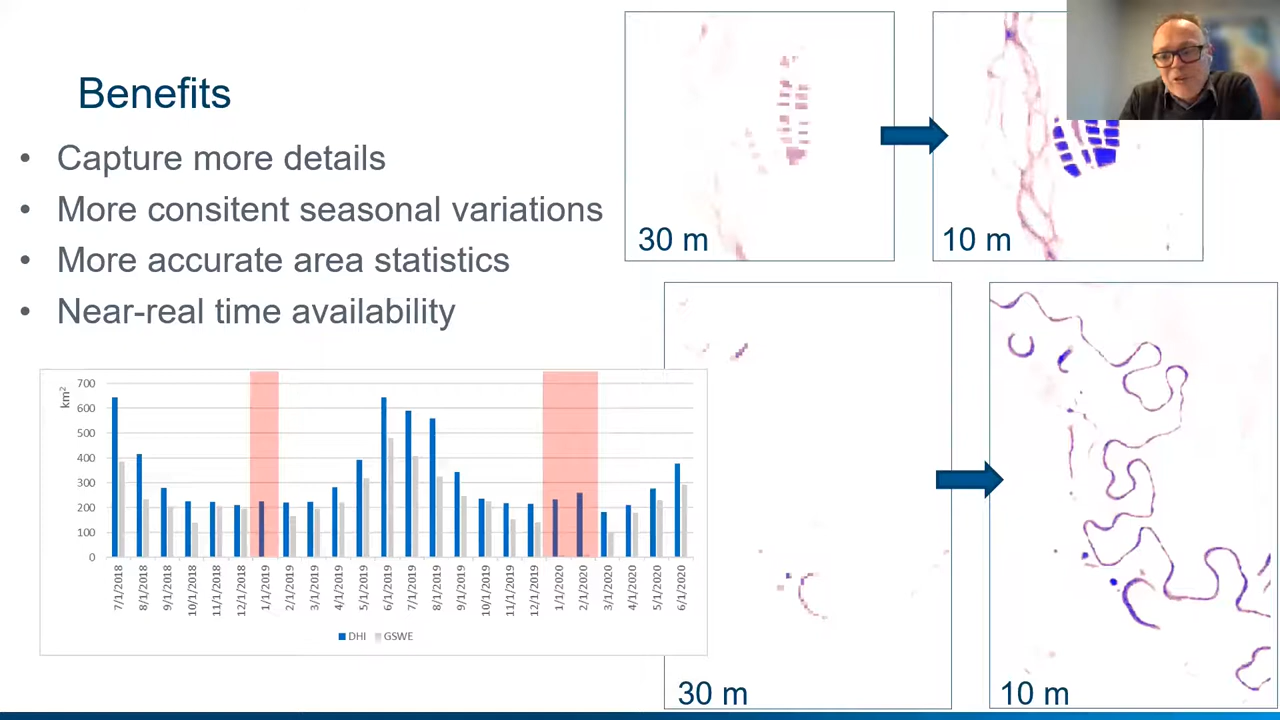 Benefits
• Capture more details
• More consitent seasonal variations
• More accurate area statistics
• Near-real time availability
30 m
10 m
km²
700
600
500
400
300
200
100
0
7/1/2018
8/1/2018
9/1/2018
10/1/2018
11/1/2018
12/1/2018
1/1/2019
2/1/2019
3/1/2019
4/1/2019
5/1/2019
6/1/2019
7/1/2019
8/1/2019
9/1/2019
10/1/2019
11/1/2019
12/1/2019
1/1/2020
2/1/2020
3/1/2020
4/1/2020
5/1/2020
6/1/2020
DHI GSWE
30 m
10 m